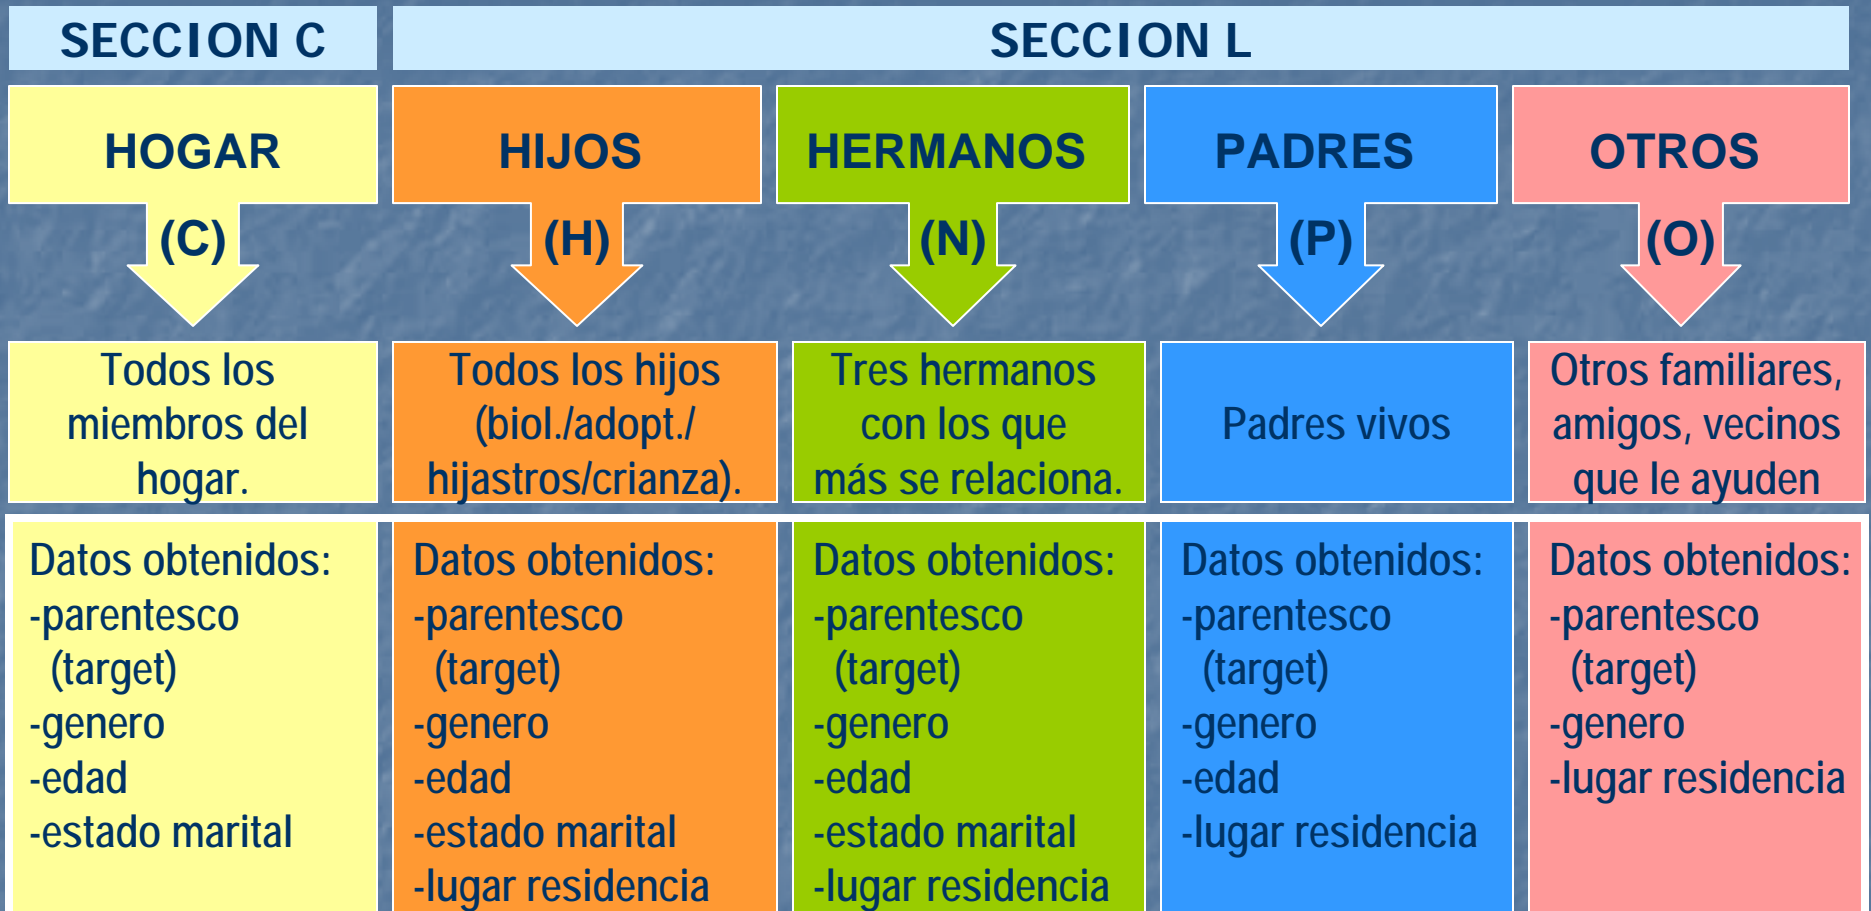 SECCION C
SECCION L
HOGAR
(C)
HIJOS
(H)
HERMANOS
(N)
PADRES
(P)
OTROS
(O)
Todos los
miembros del
hogar.
Todos los hijos
(biol./adopt./
hijastros/crianza).
Tres hermanos
con los que
más se relaciona.
Padres vivos
Otros familiares,
amigos, vecinos
que le ayuden
Datos obtenidos:
-parentesco
(target)
-genero
-edad
-estado marital
Datos obtenidos:
-parentesco
(target)
-genero
-edad
-estado marital
-lugar residencia
Datos obtenidos:
-parentesco
(target)
-genero
-edad
-estado marital
-lugar residencia
Datos obtenidos:
-parentesco
(target)
-genero
-edad
-lugar residencia
Datos obtenidos:
-parentesco
(target)
-genero
-lugar residencia